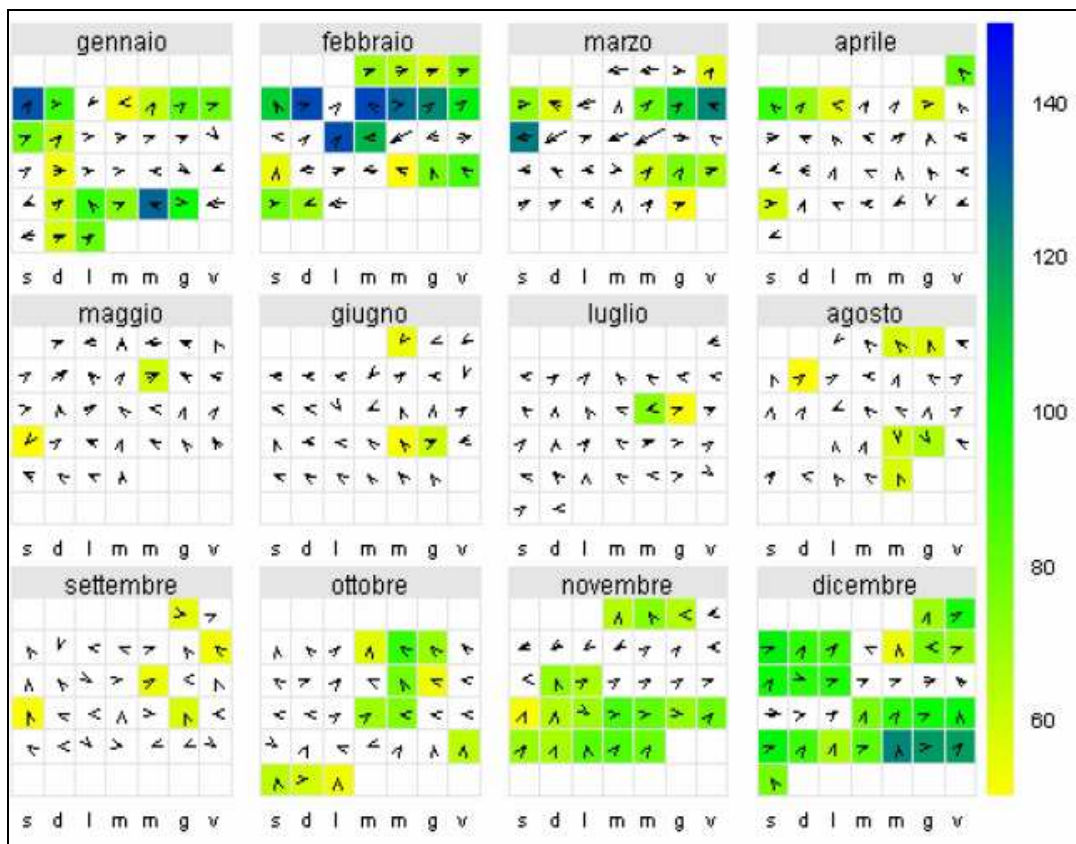 gennaio febbraio marzo aprile
140
120
s d l m m g v s d l m m g v s d l m m g v s d l m m g v
maggio giugno luglio agosto
100
80
s d l m m g v s d l m m g v s d l m m g v s d l m m g v
settembre ottobre novembre dicembre
60
s d l m m g v s d l m m g v s d l m m g v s d l m m g v